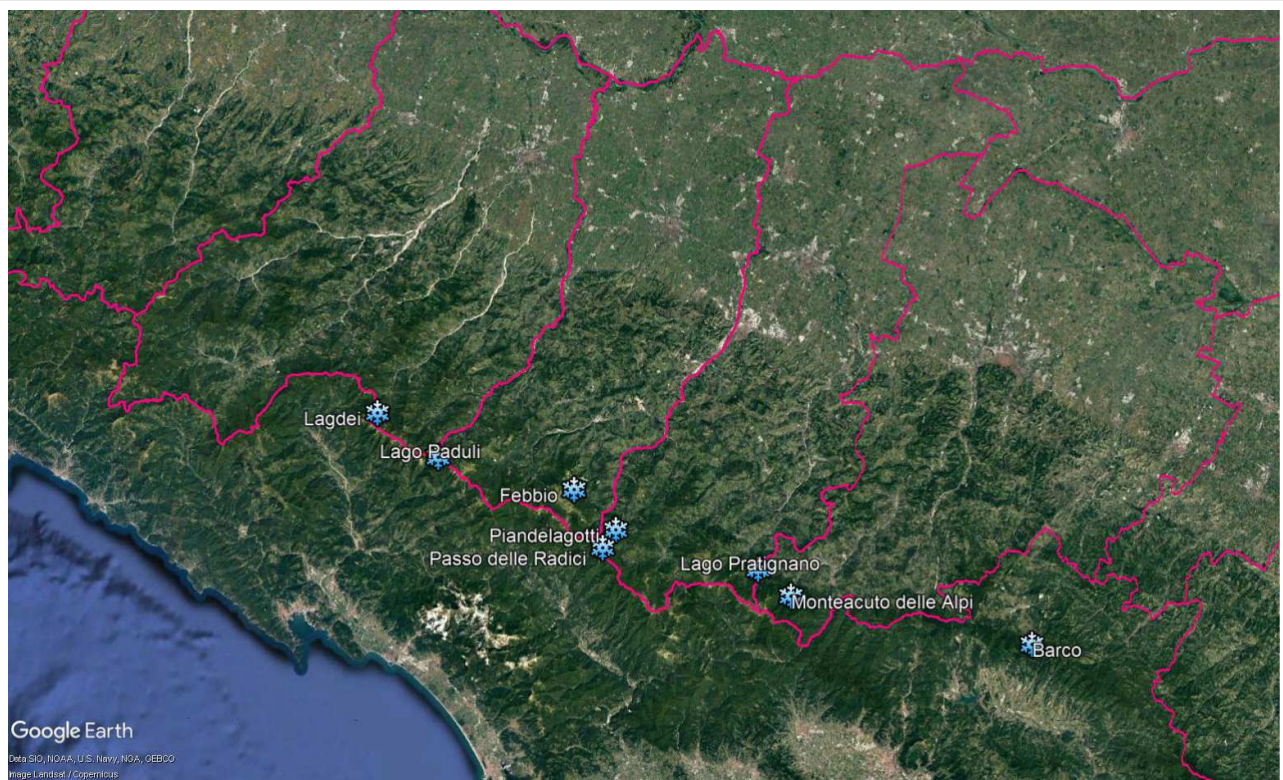 Lagdei
Lago Paduli
Febbio
Piandelagotti
Passo delle Radici
Lago Pratignano
Monteacuto delle Alpi
Barco
Google Earth
Data SIO, NOAA, U.S. Navy, NGA, GEBCO
Image Landsat / Copernicus